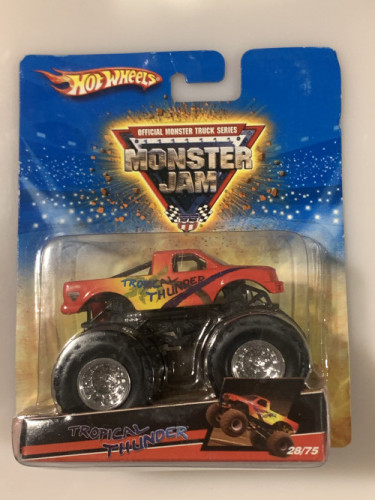 HOT WHEELS
OFFICIAL MONSTER TRUCK SERIES
MONSTER
JAM
TROPICAL
THUNDER
TROPICAL
THUNDER
28/75